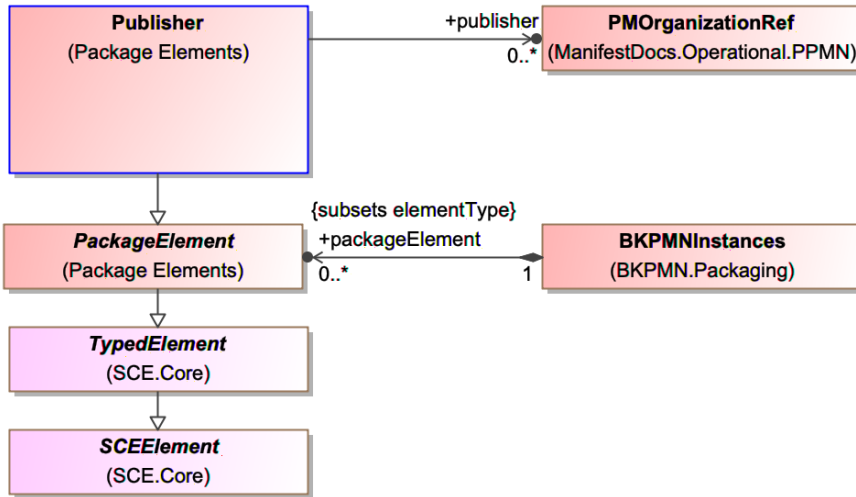 Publisher
(Package Elements)
+publisher
0..*
PMOrganizationRef
(ManifestDocs.Operational.PPMN)
PackageElement
(Package Elements)
{subsets elementType}
+packageElement
0..*
1
BKPMNInstances
(BKPMN.Packaging)
TypedElement
(SCE.Core)
SCEElement
(SCE.Core)